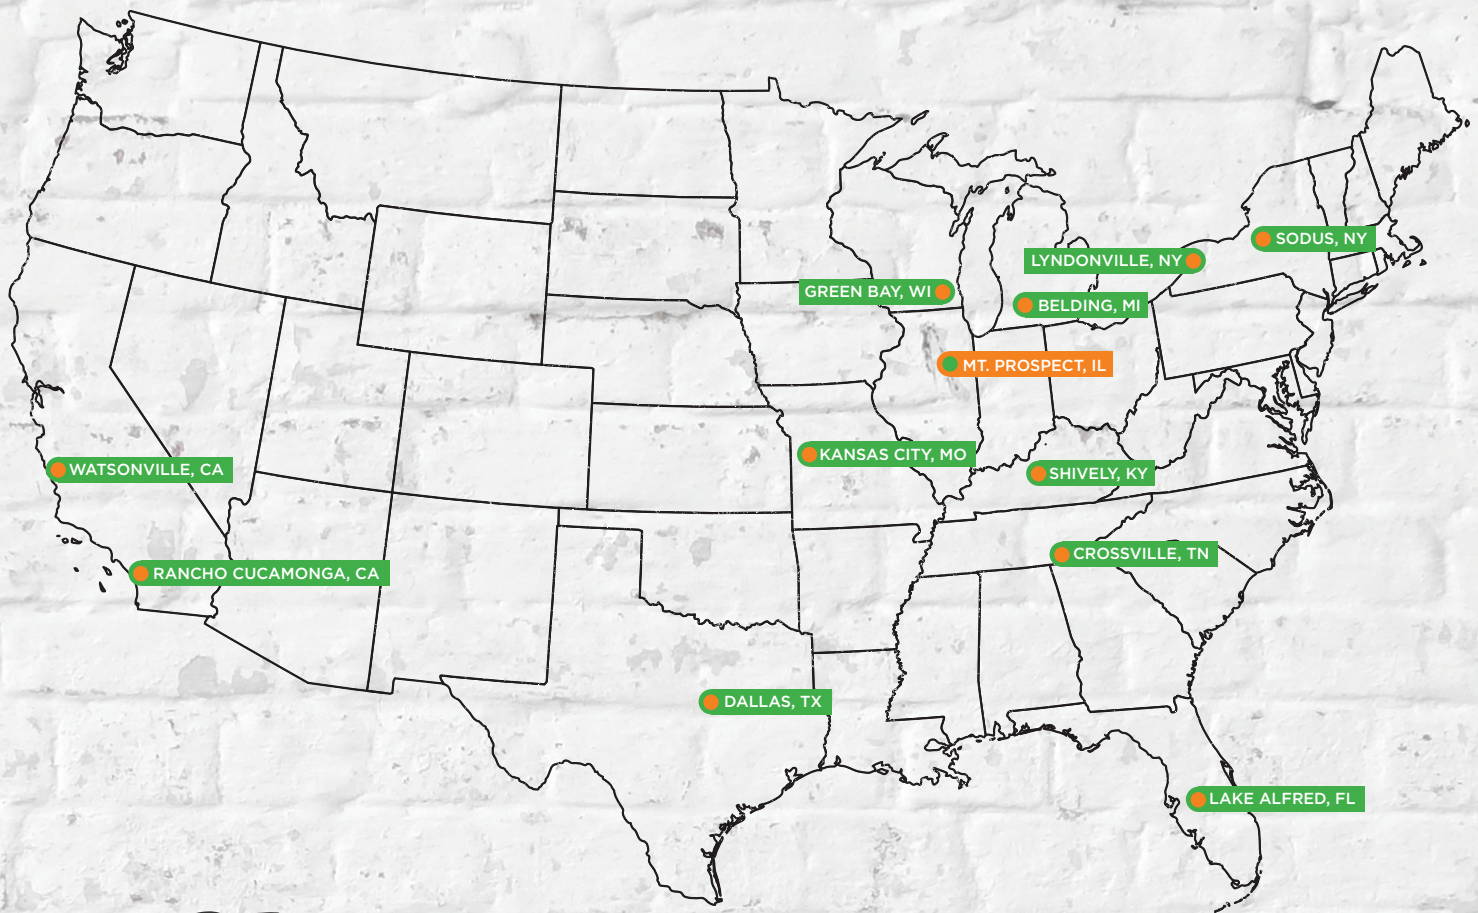 SODUS, NY
LYNDONVILLE, NY
GREEN BAY, WI
BELDING, MI
MT. PROSPECT, IL
KANSAS CITY, MO
WATSONVILLE, CA
SHIVELY, KY
CROSSVILLE, TN
RANCHO CUCAMONGA, CA
DALLAS, TX
LAKE ALFRED, FL